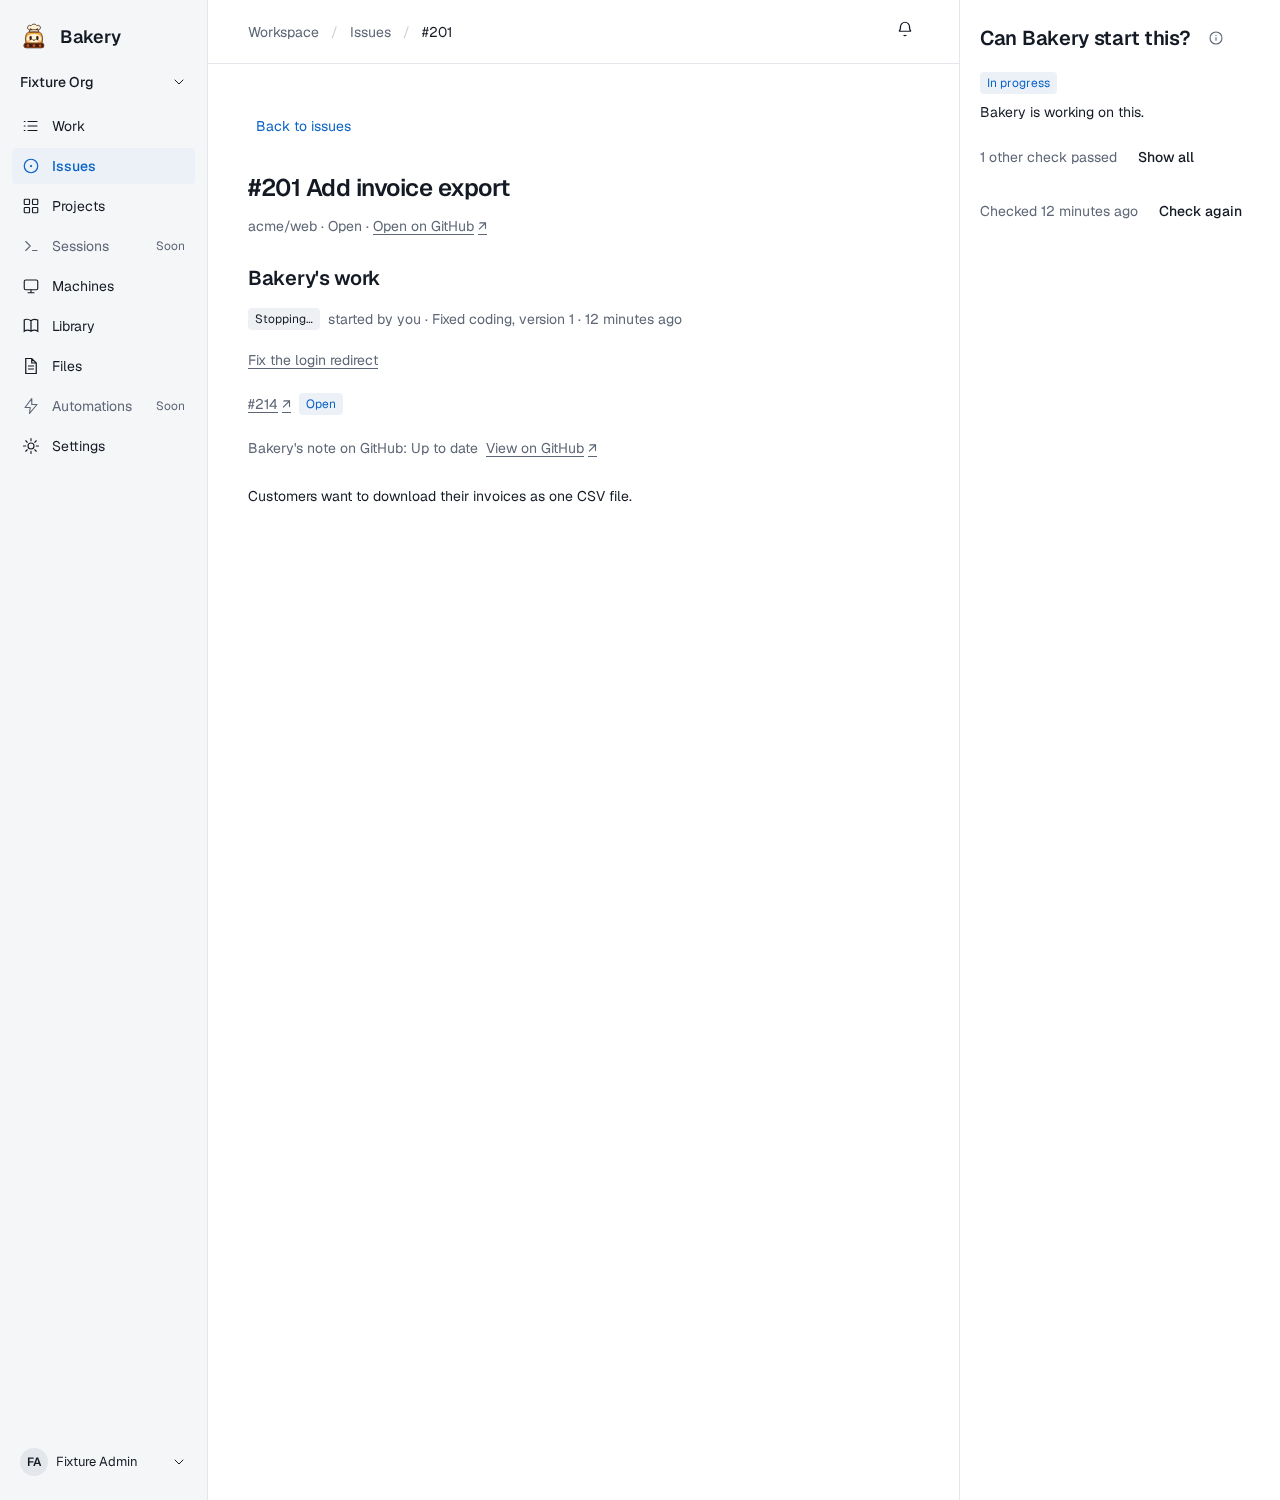 Bakery
Fixture Org
Work
Issues
Projects
Sessions Soon
Machines
Library
Files
Automations Soon
Settings
FA Fixture Admin
Workspace / Issues / #201
Back to issues
#201 Add invoice export
acme/web · Open · Open on GitHub ↗
Bakery's work
Stopping… started by you · Fixed coding, version 1 · 12 minutes ago
Fix the login redirect
#214 ↗ Open
Bakery's note on GitHub: Up to date View on GitHub ↗
Customers want to download their invoices as one CSV file.
Can Bakery start this?
In progress
Bakery is working on this.
1 other check passed Show all
Checked 12 minutes ago Check again